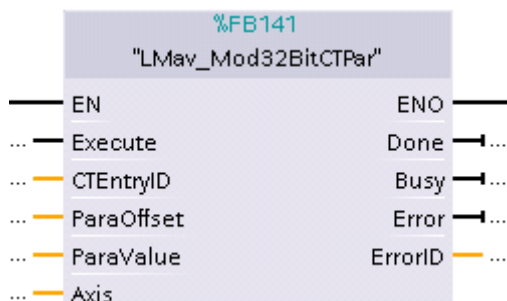 %FB141
"LMav_Mod32BitCTPar"
EN ENO
... Execute Done ...
... CTEntryID Busy ...
... ParaOffset Error ...
... ParaValue ErrorID ...
... Axis